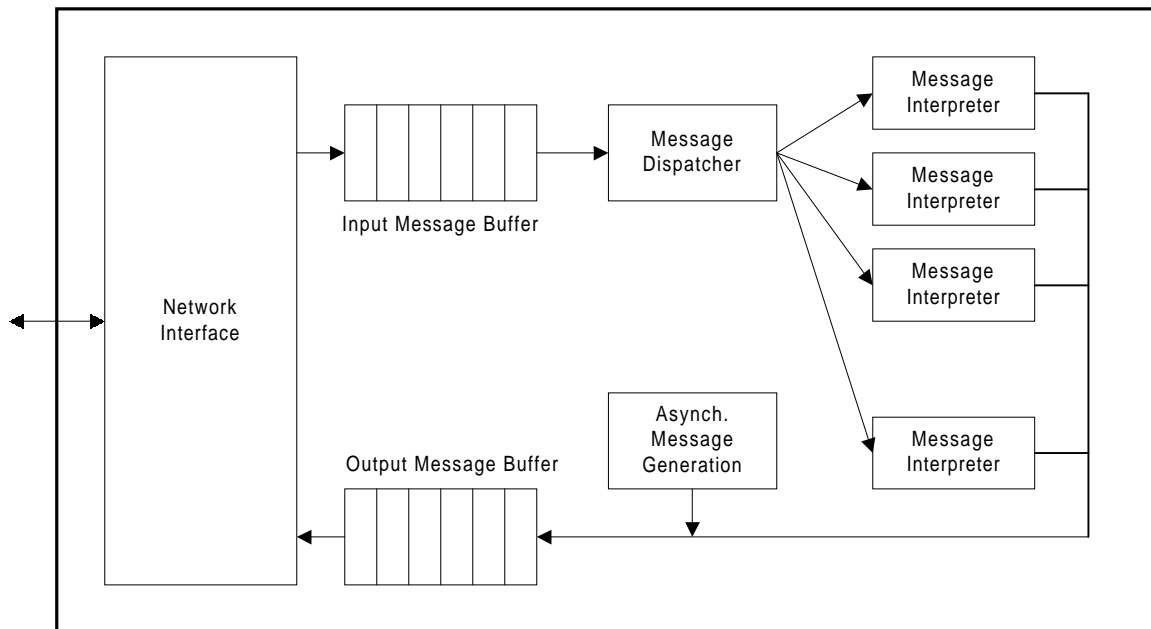 Network
Interface
Input Message Buffer
Message
Dispatcher
Message
Interpreter
Message
Interpreter
Message
Interpreter
Message
Interpreter
Asynch.
Message
Generation
Output Message Buffer